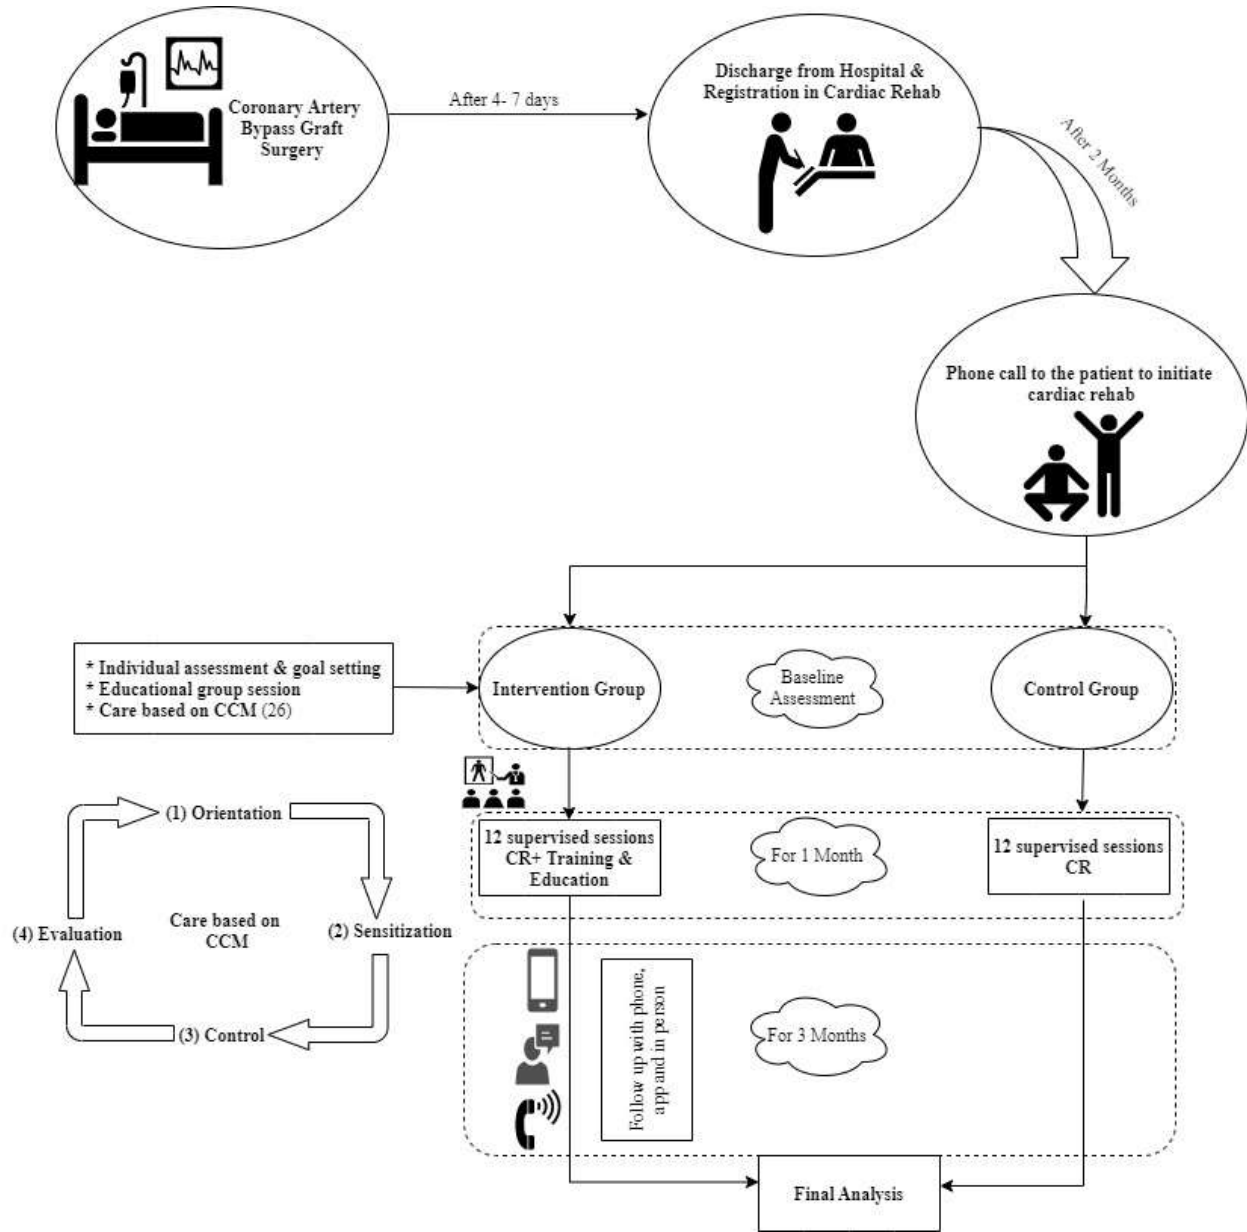 Coronary Artery
Bypass Graft
Surgery
After 4- 7 days
Discharge from Hospital &
Registration in Cardiac Rehab
After 2 Months
Phone call to the patient to initiate
cardiac rehab
* Individual assessment & goal setting
* Educational group session
* Care based on CCM (26)
Intervention Group
Baseline
Assessment
Control Group
12 supervised sessions
CR+ Training &
Education
For 1 Month
12 supervised sessions
CR
(1) Orientation
(2) Sensitization
(3) Control
(4) Evaluation
Care based on
CCM
Follow up with phone,
app and in person
For 3 Months
Final Analysis